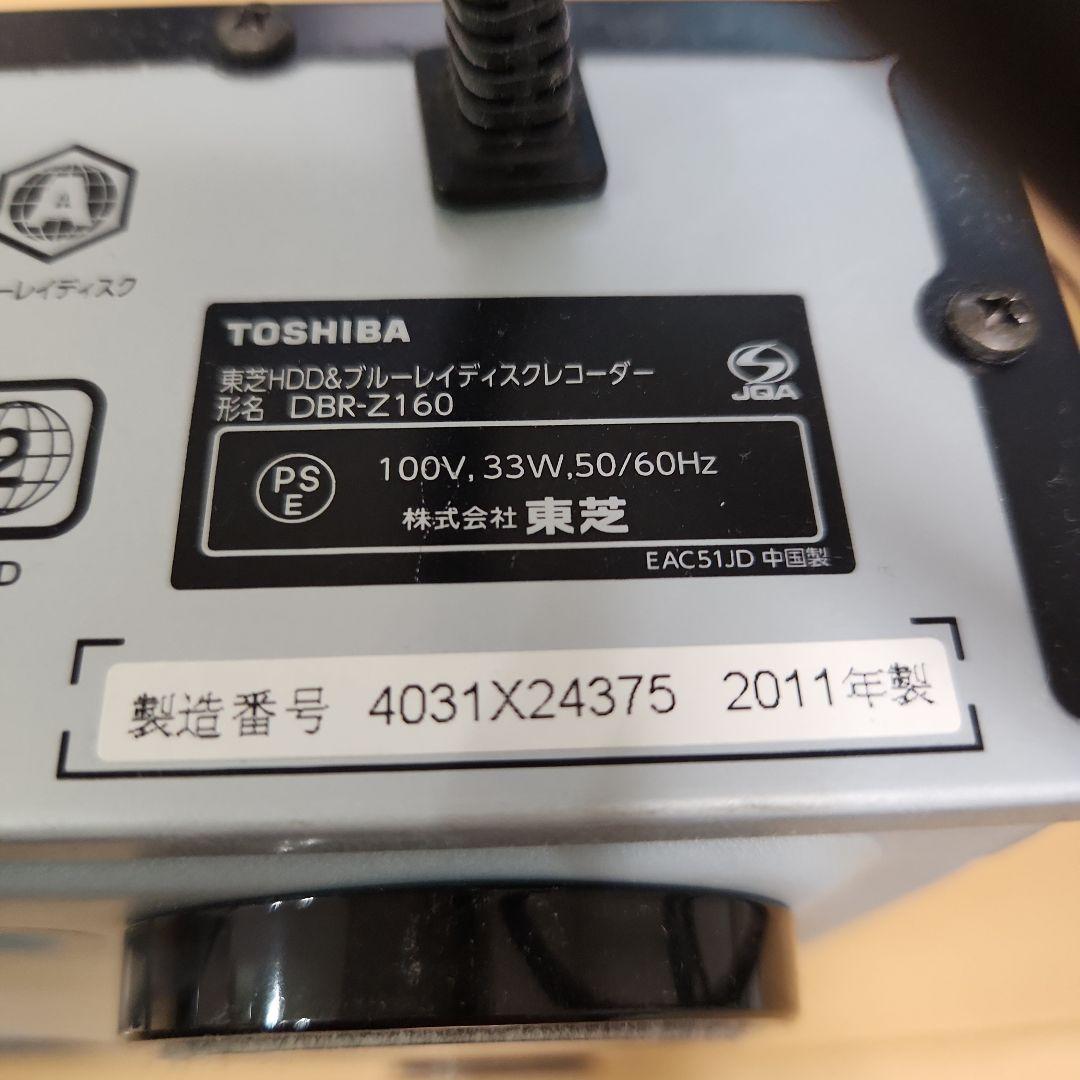 A
ーレイディスク
2
D
TOSHIBA
東芝HDD&ブルーレイディスクレコーダー
形名 DBR-Z160
JQA
PS
E
100V, 33W,50/60Hz
株式会社 東芝
EAC51JD 中国製
製造番号 4031X24375 2011年製